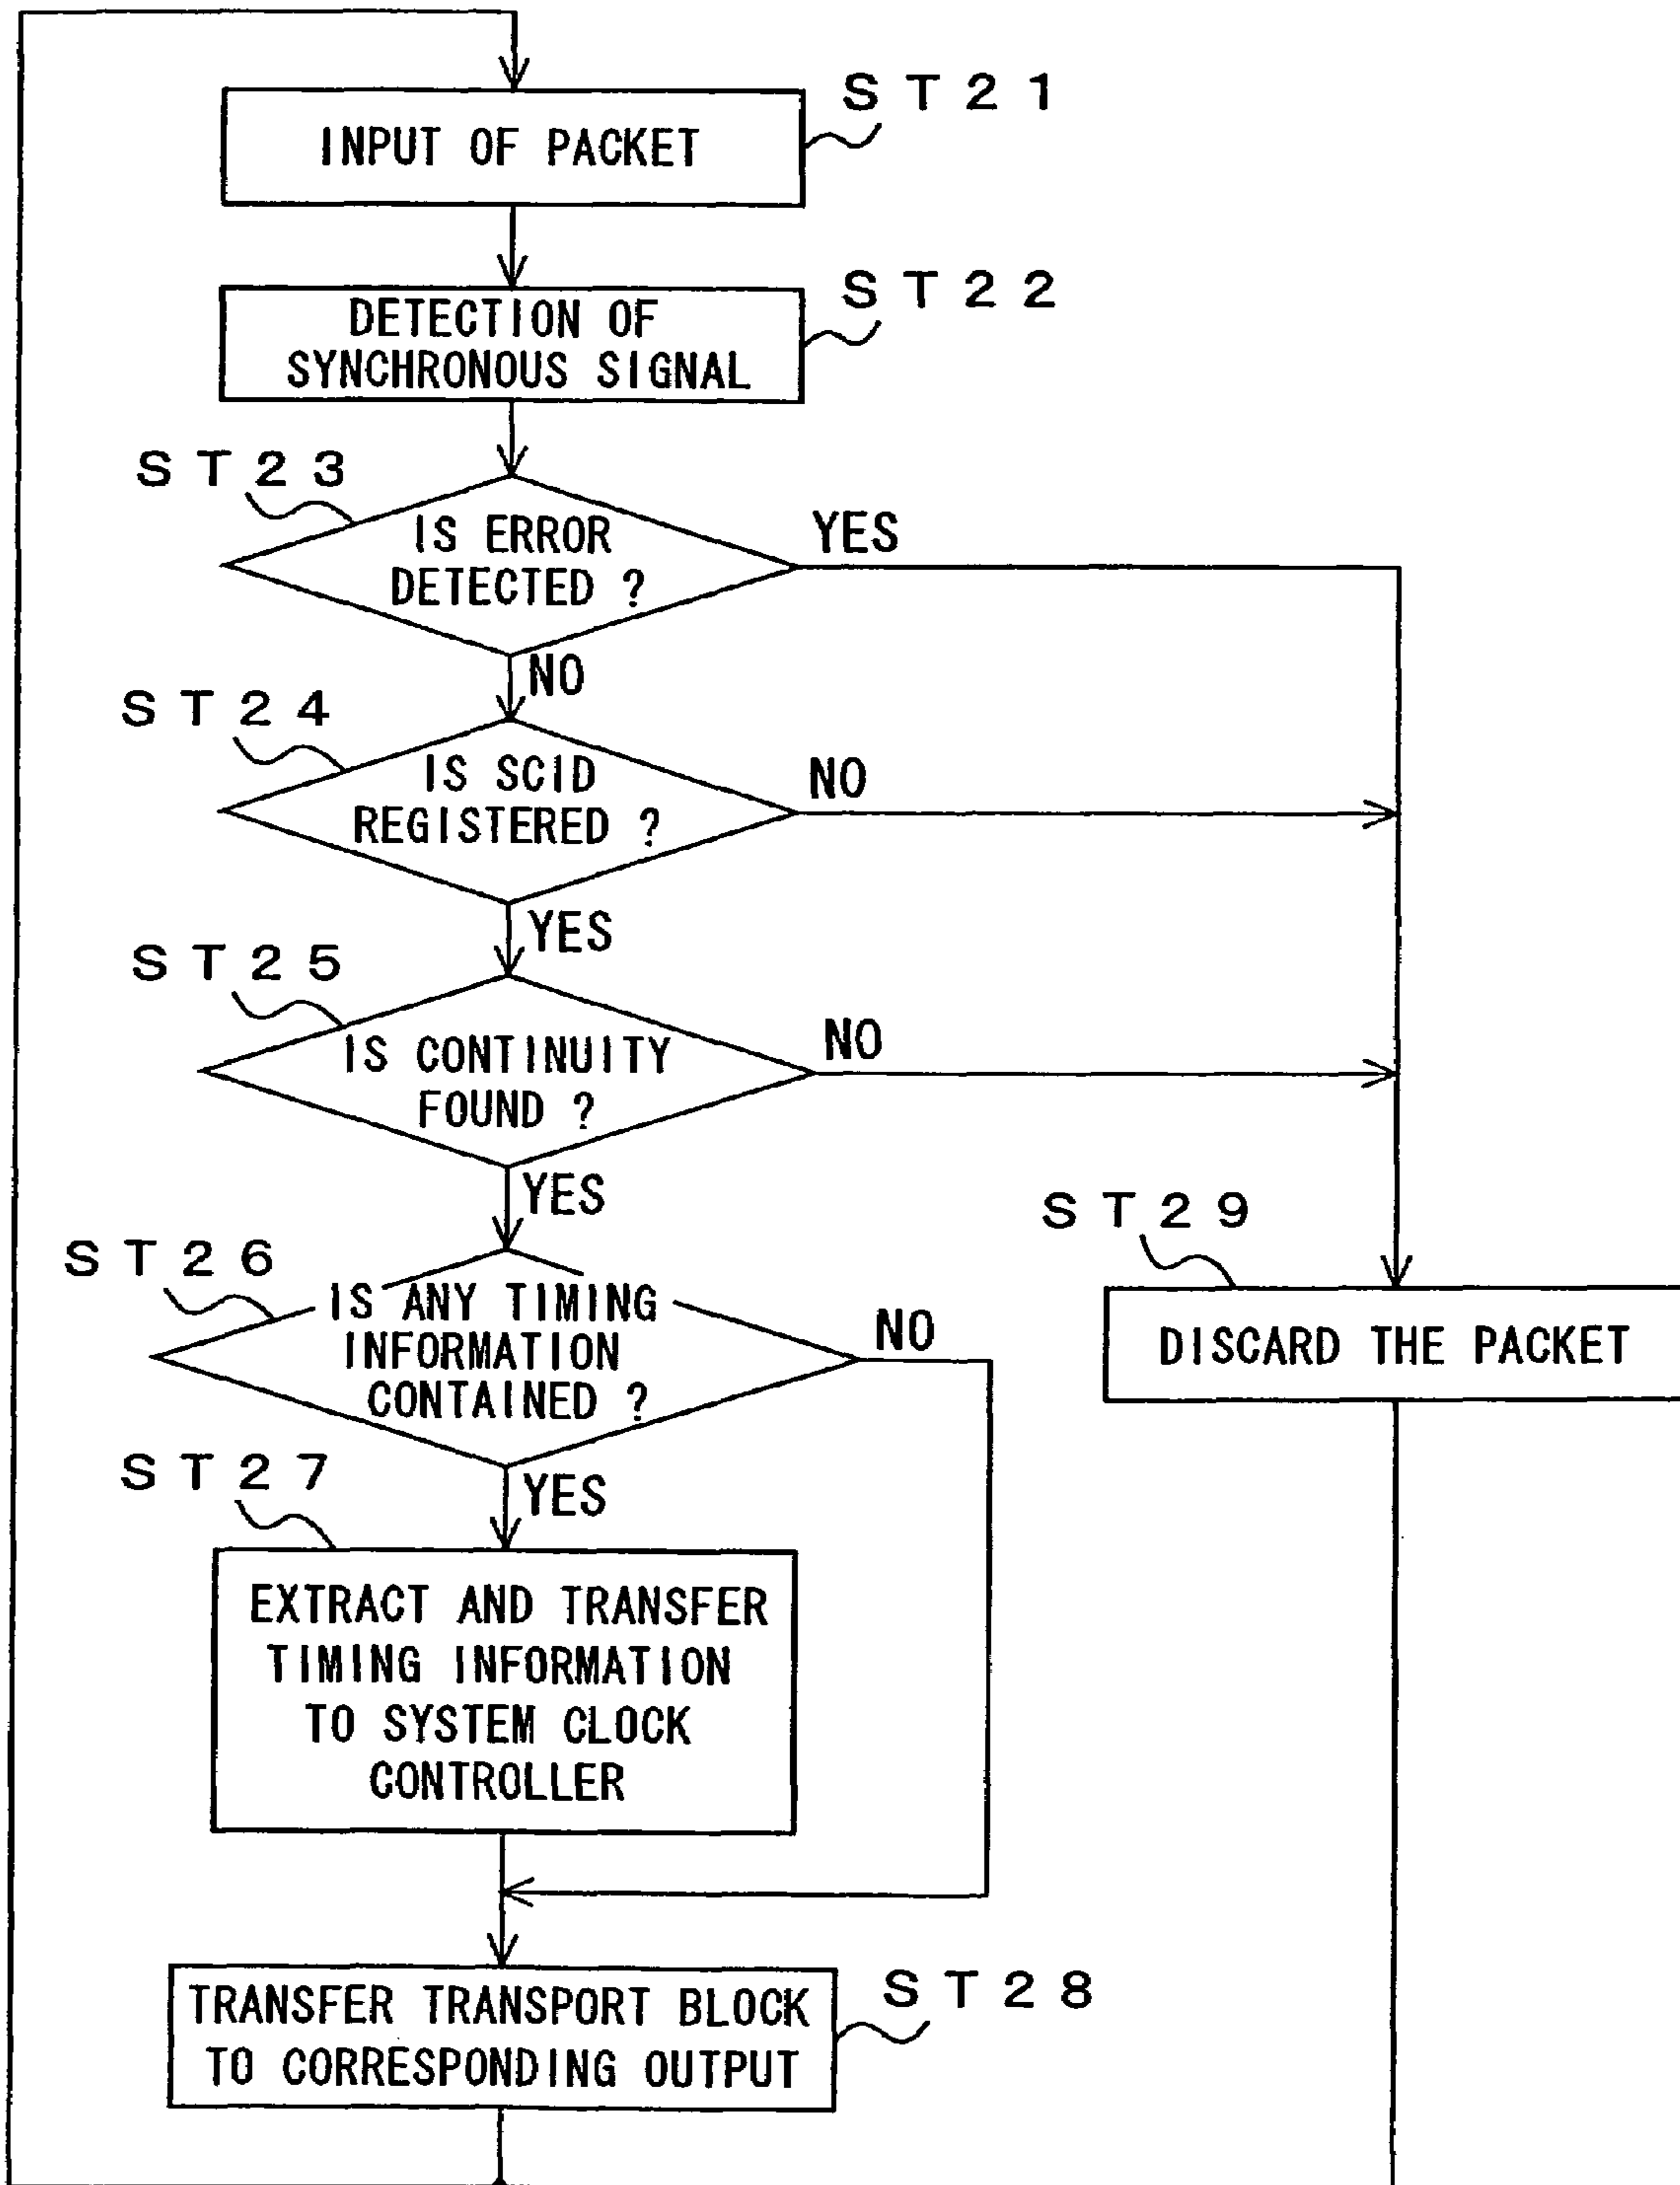 ST21
INPUT OF PACKET
ST22
DETECTION OF
SYNCHRONOUS SIGNAL
ST23
IS ERROR
DETECTED ?
YES
NO
ST24
IS SCID
REGISTERED ?
NO
YES
ST25
IS CONTINUITY
FOUND ?
NO
YES
ST26
IS ANY TIMING
INFORMATION
CONTAINED ?
NO
YES
ST29
DISCARD THE PACKET
ST27
EXTRACT AND TRANSFER
TIMING INFORMATION
TO SYSTEM CLOCK
CONTROLLER
ST28
TRANSFER TRANSPORT BLOCK
TO CORRESPONDING OUTPUT